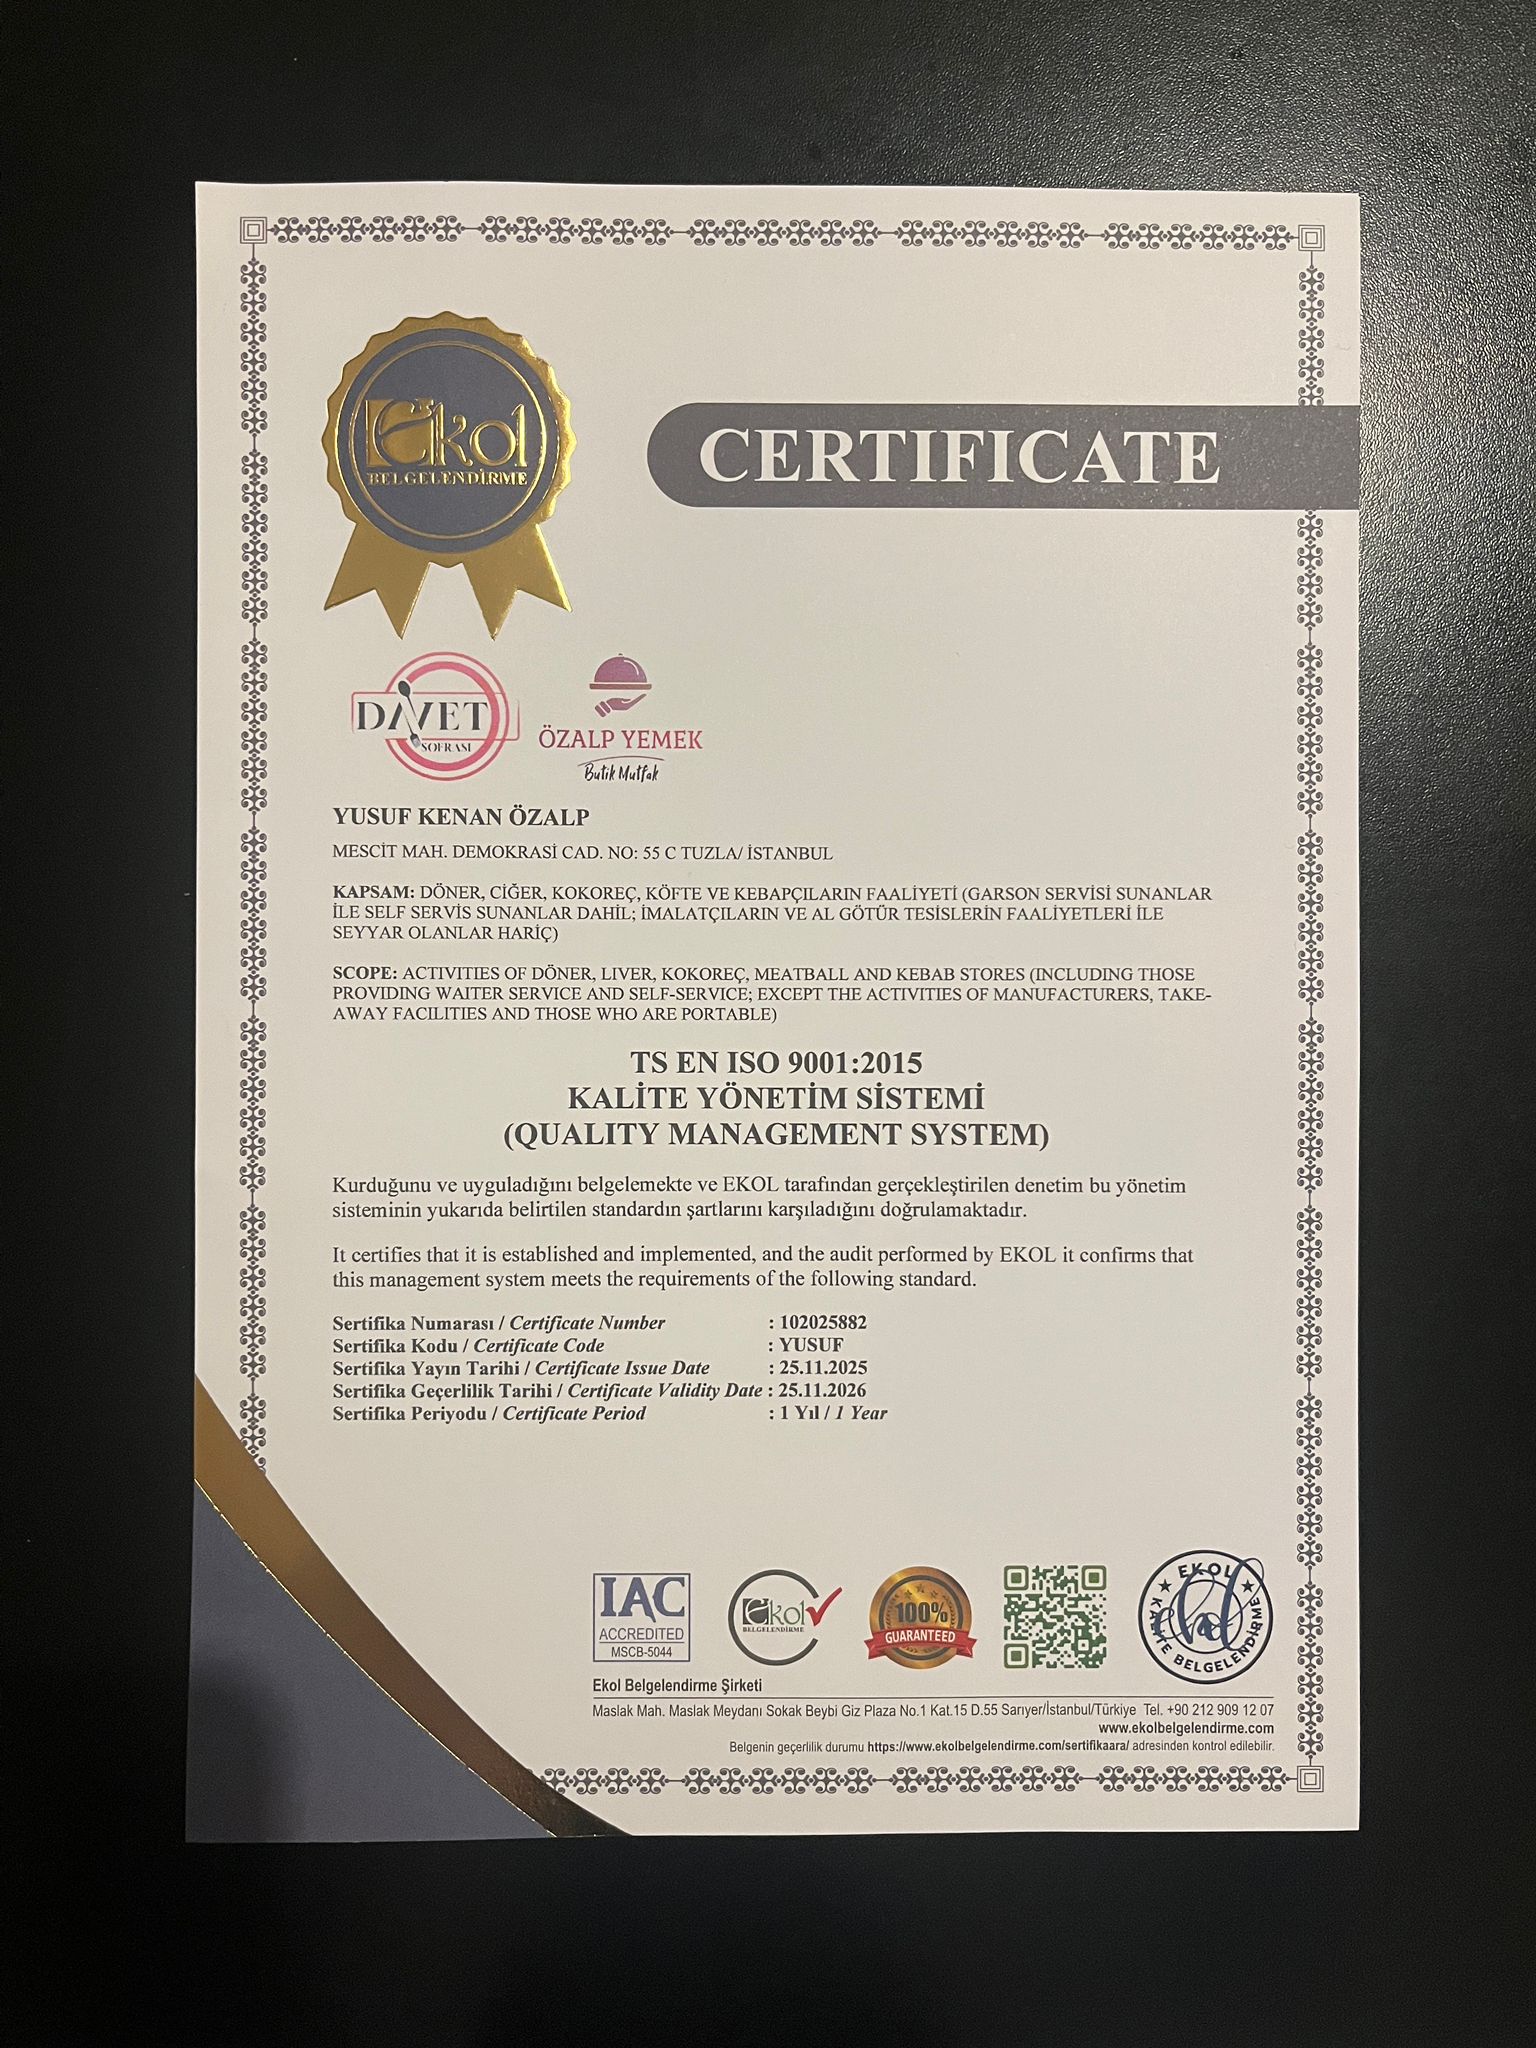 Ekol
BELGELENDİRME
CERTIFICATE
DAVET
SOFRASI
ÖZALP YEMEK
Butik Mutfak
YUSUF KENAN ÖZALP
MESCİT MAH. DEMOKRASİ CAD. NO: 55 C TUZLA/ İSTANBUL
KAPSAM: DÖNER, CİĞER, KOKOREÇ, KÖFTE VE KEBAPÇILARIN FAALİYETİ (GARSON SERVİSİ SUNANLAR
İLE SELF SERVİS SUNANLAR DAHİL; İMALATÇILARIN VE AL GÖTÜR TESİSLERİN FAALİYETLERİ İLE
SEYYAR OLANLAR HARİÇ)
SCOPE: ACTIVITIES OF DÖNER, LIVER, KOKOREÇ, MEATBALL AND KEBAB STORES (INCLUDING THOSE
PROVIDING WAITER SERVICE AND SELF-SERVICE; EXCEPT THE ACTIVITIES OF MANUFACTURERS, TAKE-
AWAY FACILITIES AND THOSE WHO ARE PORTABLE)
TS EN ISO 9001:2015
KALİTE YÖNETİM SİSTEMİ
(QUALITY MANAGEMENT SYSTEM)
Kurduğunu ve uyguladığını belgelemekte ve EKOL tarafından gerçekleştirilen denetim bu yönetim
sisteminin yukarıda belirtilen standardın şartlarını karşıladığını doğrulamaktadır.
It certifies that it is established and implemented, and the audit performed by EKOL it confirms that
this management system meets the requirements of the following standard.
Sertifika Numarası / Certificate Number : 102025882
Sertifika Kodu / Certificate Code : YUSUF
Sertifika Yayın Tarihi / Certificate Issue Date : 25.11.2025
Sertifika Geçerlilik Tarihi / Certificate Validity Date : 25.11.2026
Sertifika Periyodu / Certificate Period : 1 Yıl / 1 Year
IAC
ACCREDITED
MSCB-5044
Ekol
BELGELENDİRME
100%
GUARANTEED
EKOL
KALİTE BELGELENDİRME
Ekol Belgelendirme Şirketi
Maslak Mah. Maslak Meydanı Sokak Beybi Giz Plaza No.1 Kat.15 D.55 Sarıyer/İstanbul/Türkiye Tel. +90 212 909 12 07
www.ekolbelgelendirme.com
Belgenin geçerlilik durumu https://www.ekolbelgelendirme.com/sertifikaara/ adresinden kontrol edilebilir.